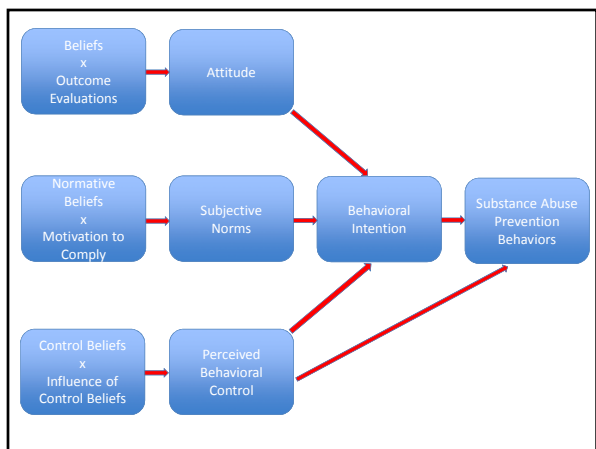 Beliefs
x
Outcome
Evaluations
Attitude
Normative
Beliefs
x
Motivation to
Comply
Subjective
Norms
Behavioral
Intention
Substance Abuse
Prevention
Behaviors
Control Beliefs
x
Influence of
Control Beliefs
Perceived
Behavioral
Control